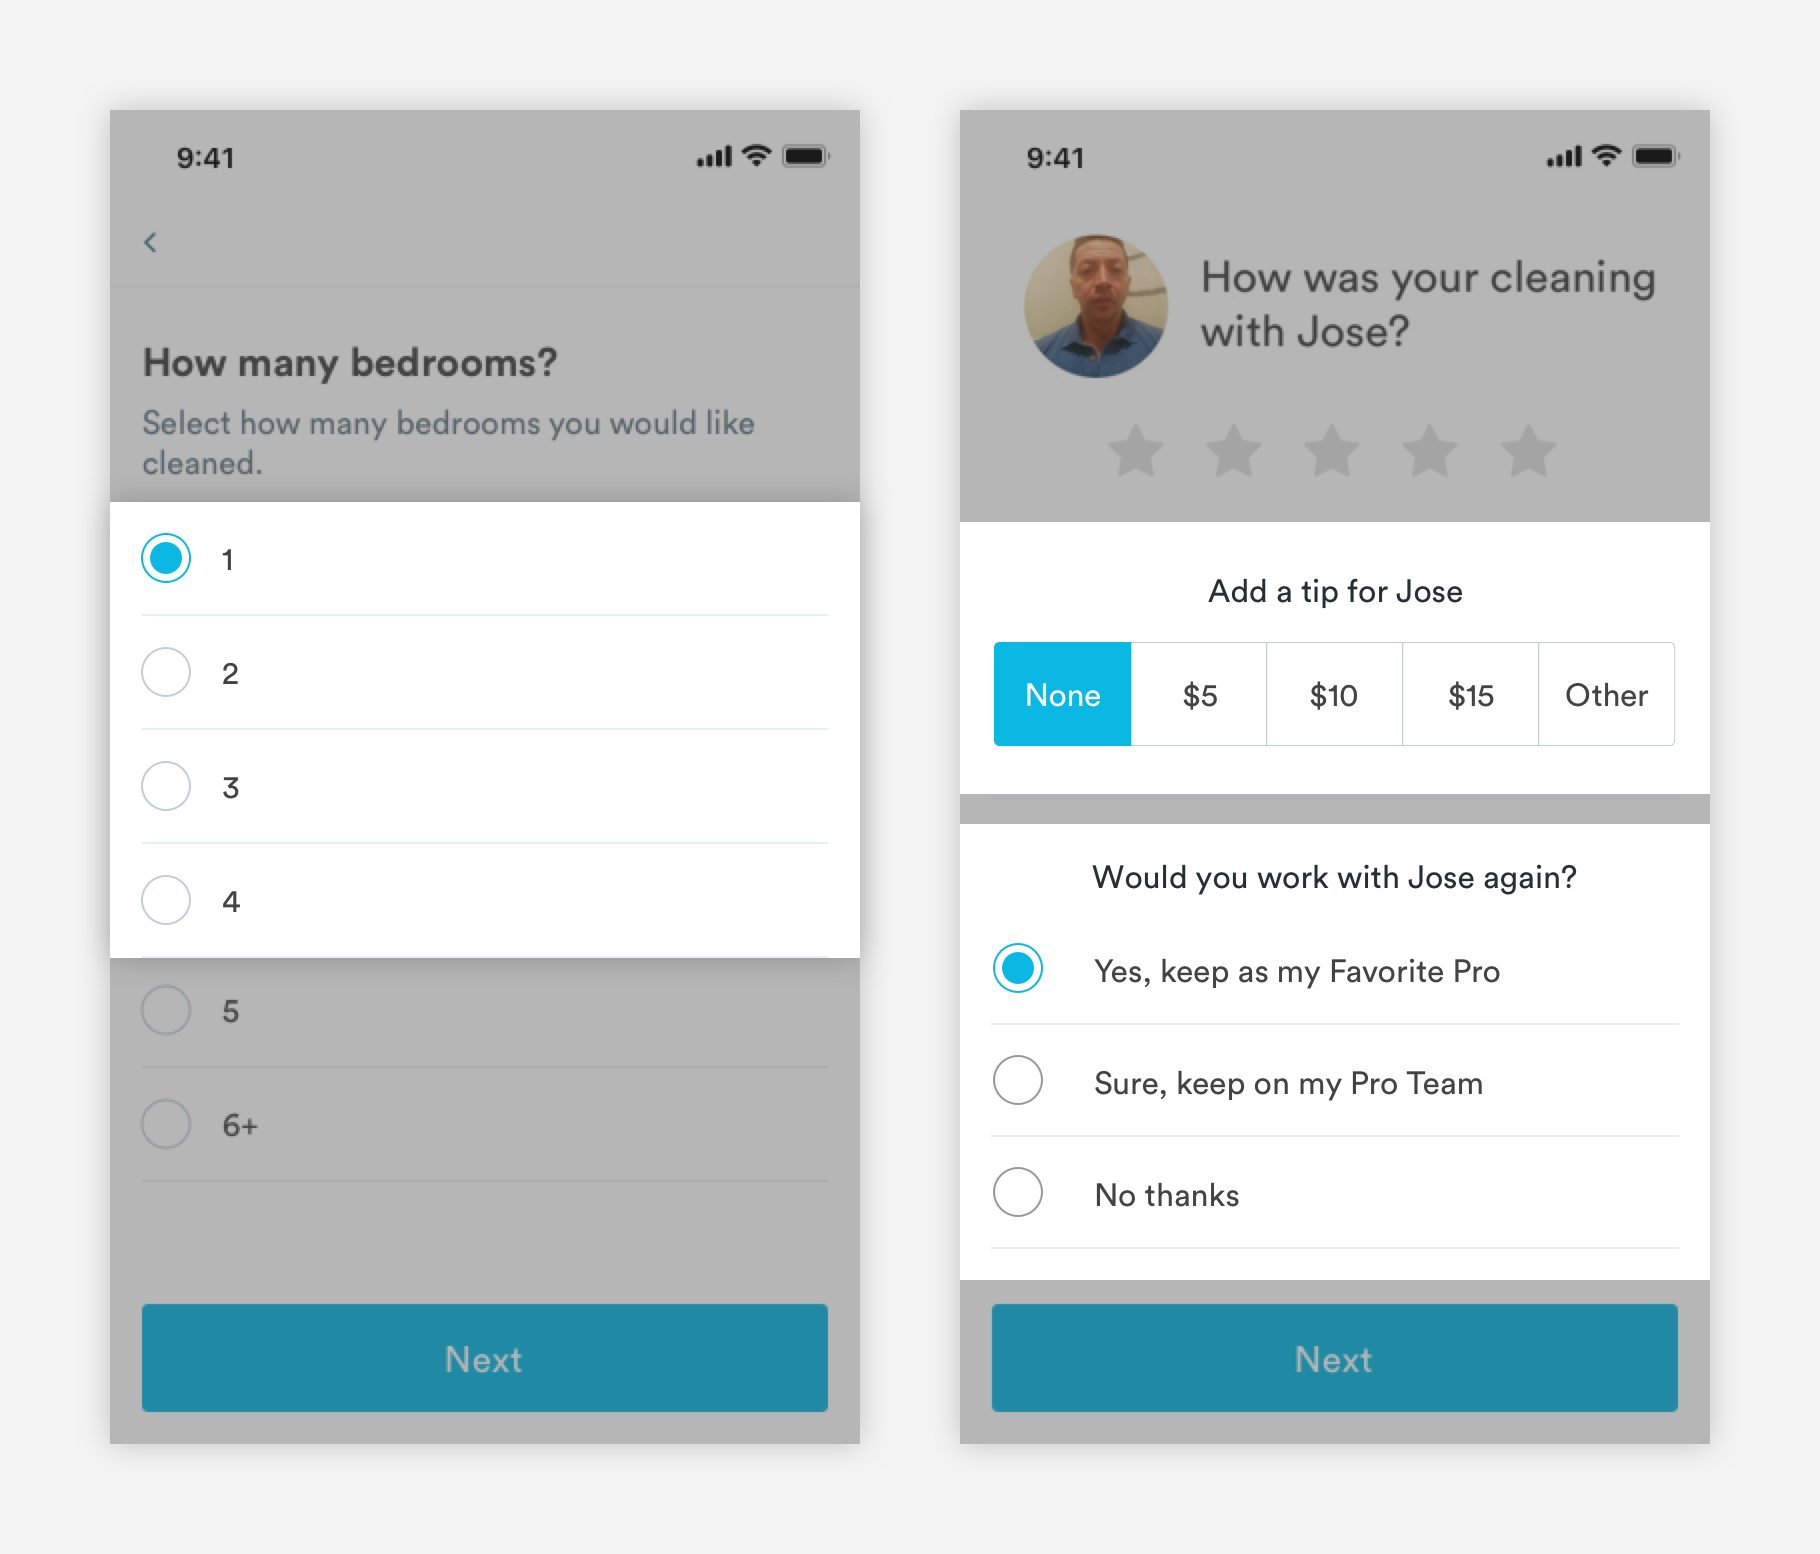 9:41
How many bedrooms?
Select how many bedrooms you would like
cleaned.
1
2
3
4
5
6+
Next
9:41
How was your cleaning
with Jose?
Add a tip for Jose
None $5 $10 $15 Other
Would you work with Jose again?
Yes, keep as my Favorite Pro
Sure, keep on my Pro Team
No thanks
Next